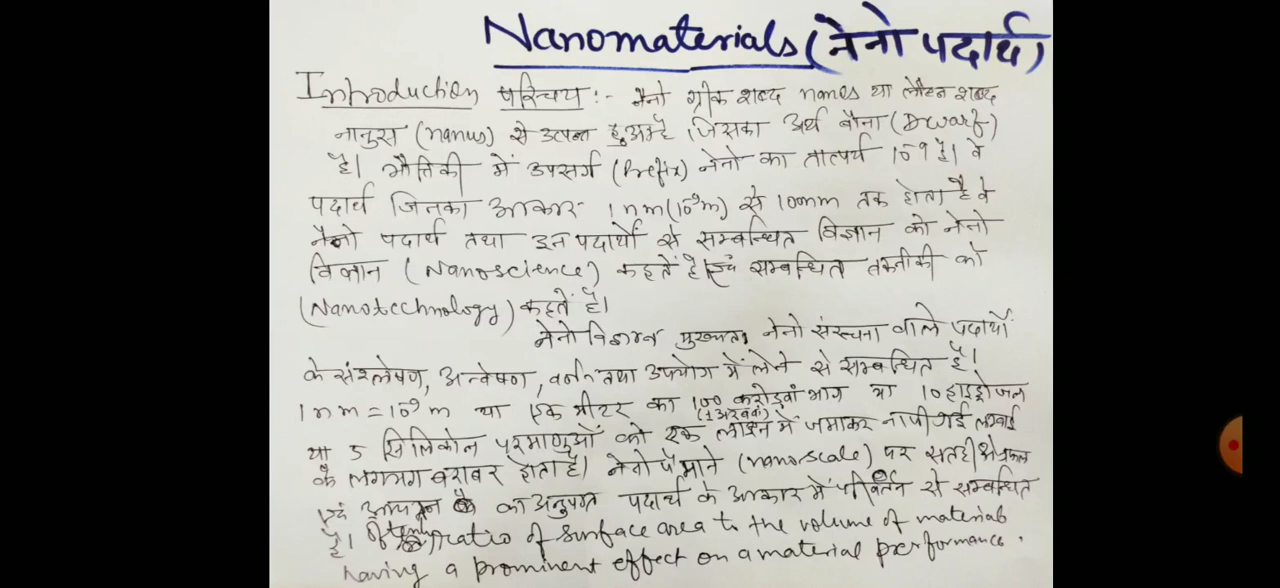 Nanomaterials (नेनो पदार्थ)
Introduction परिचय :- नैनो ग्रीक शब्द nanos या लैटिन शब्द
नानुस (nanus) से उत्पन्न हुआ है जिसका अर्थ बौना (Dwarf)
है। भौतिकी में उपसर्ग (Prefix) नेनो का तात्पर्य 10⁻⁹ है। वे
पदार्थ जिनका आकार 1nm(10⁻⁹m) से 100nm तक होता है वे
नैनो पदार्थ तथा इन पदार्थों से सम्बन्धित विज्ञान को नेनो
विज्ञान (Nanoscience) कहतें है। एवं सम्बन्धित तकनीकी को
(Nanotechnology) कहतें है।
नेनोविज्ञान मुख्यतः नेनो संरचना वाले पदार्थों
के संश्लेषण, अन्वेषण, वर्णन तथा उपयोग में लेने से सम्बन्धित है।
1nm = 10⁻⁹m या एक मीटर का 100 करोड़वां भाग या 10 हाइड्रोजन
(1 अरबवां)
या 5 सिलिकोन परमाणुओं को एक लाइन में जमाकर नापी गई लम्बाई
के लगभग बराबर होता है। नेनो पैमाने (nanoscale) पर सतही क्षेत्रफल
एवं आयतन का अनुपात पदार्थ के आकार में परिवर्तन से सम्बन्धित
है। ratio of surface area to the volume of material
having a prominent effect on a material performance.